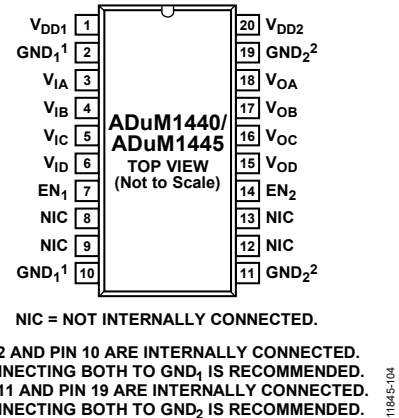 VDD1 1 20 VDD2
GND1¹ 2 19 GND2²
VIA 3 18 VOA
VIB 4 17 VOB
VIC 5 16 VOC
VID 6 15 VOD
EN1 7 14 EN2
NIC 8 13 NIC
NIC 9 12 NIC
GND1¹ 10 11 GND2²
ADuM1440/
ADuM1445
TOP VIEW
(Not to Scale)
NIC = NOT INTERNALLY CONNECTED.
2 AND PIN 10 ARE INTERNALLY CONNECTED.
NNECTING BOTH TO GND1 IS RECOMMENDED.
11 AND PIN 19 ARE INTERNALLY CONNECTED.
NNECTING BOTH TO GND2 IS RECOMMENDED.
11845-104